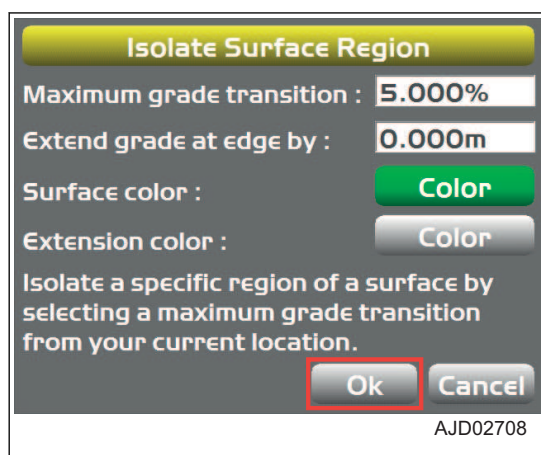 Isolate Surface Region
Maximum grade transition : 5.000%
Extend grade at edge by : 0.000m
Surface color : Color
Extension color : Color
Isolate a specific region of a surface by
selecting a maximum grade transition
from your current location.
Ok Cancel
AJD02708